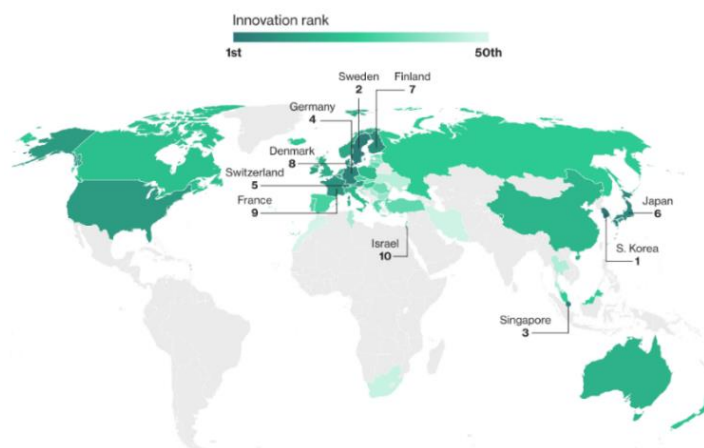 Innovation rank
1st 50th
Sweden
2
Finland
7
Germany
4
Denmark
8
Switzerland
5
France
9
Israel
10
Japan
6
S. Korea
1
Singapore
3